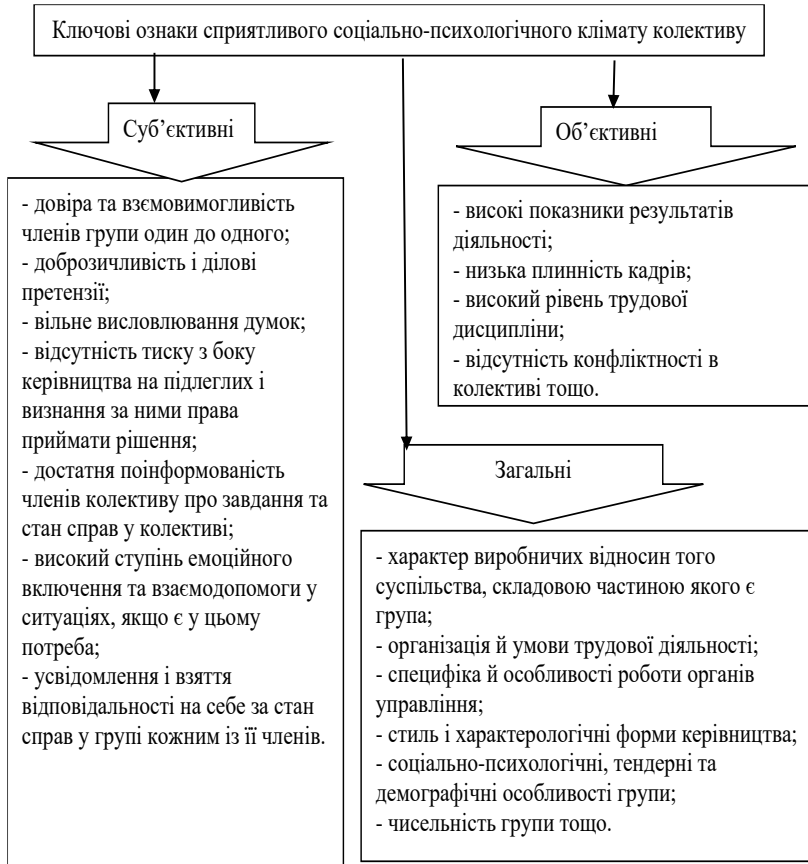 Ключові ознаки сприятливого соціально-психологічного клімату колективу
Суб’єктивні
- довіра та взємовимогливість
членів групи один до одного;
- доброзичливість і ділові
претензії;
- вільне висловлювання думок;
- відсутність тиску з боку
керівництва на підлеглих і
визнання за ними права
приймати рішення;
- достатня поінформованість
членів колективу про завдання та
стан справ у колективі;
- високий ступінь емоційного
включення та взаємодопомоги у
ситуаціях, якщо є у цьому
потреба;
- усвідомлення і взяття
відповідальності на себе за стан
справ у групі кожним із її членів.
Об’єктивні
- високі показники результатів
діяльності;
- низька плинність кадрів;
- високий рівень трудової
дисципліни;
- відсутність конфліктності в
колективі тощо.
Загальні
- характер виробничих відносин того
суспільства, складовою частиною якого є
група;
- організація й умови трудової діяльності;
- специфіка й особливості роботи органів
управління;
- стиль і характерологічні форми керівництва;
- соціально-психологічні, тендерні та
демографічні особливості групи;
- чисельність групи тощо.